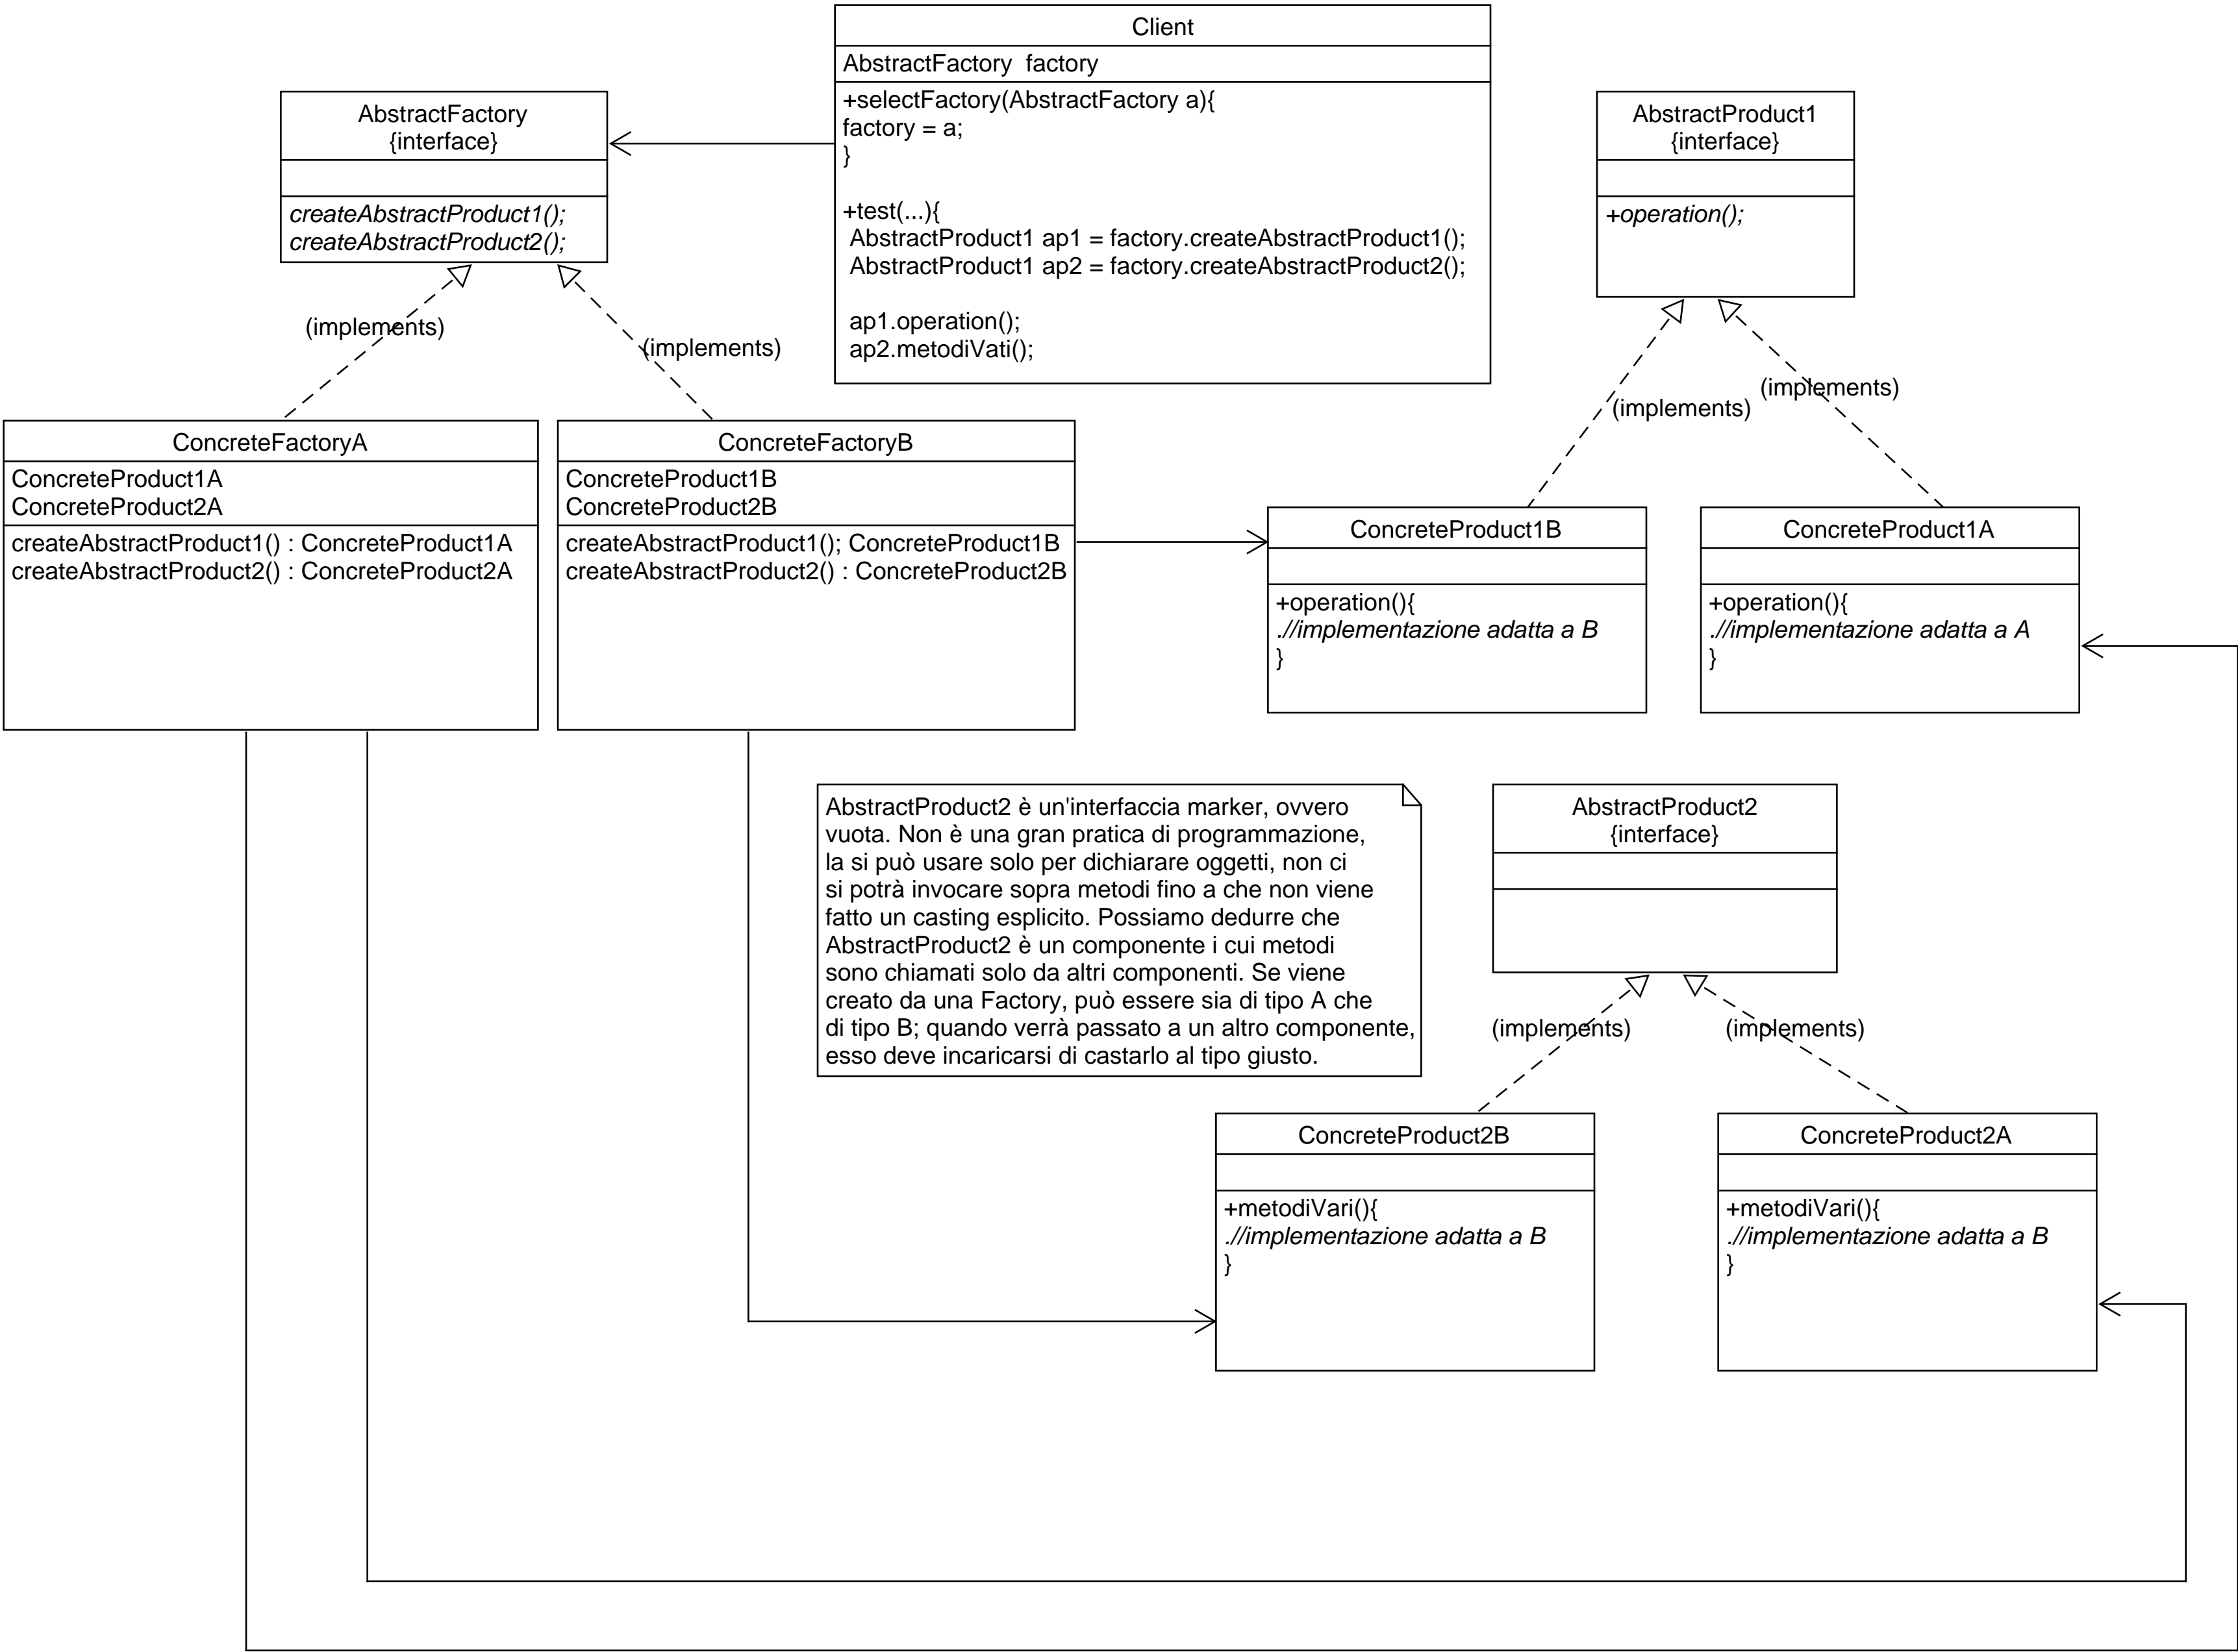 Client
AbstractFactory  factory
+selectFactory(AbstractFactory a){
factory = a;
}
+test(...){
AbstractProduct1 ap1 = factory.createAbstractProduct1();
AbstractProduct1 ap2 = factory.createAbstractProduct2();
ap1.operation();
ap2.metodiVati();
AbstractFactory
{interface}
createAbstractProduct1();
createAbstractProduct2();
AbstractProduct1
{interface}
+operation();
(implements)
(implements)
(implements)
(implements)
ConcreteFactoryA
ConcreteProduct1A
ConcreteProduct2A
createAbstractProduct1() : ConcreteProduct1A
createAbstractProduct2() : ConcreteProduct2A
ConcreteFactoryB
ConcreteProduct1B
ConcreteProduct2B
createAbstractProduct1(); ConcreteProduct1B
createAbstractProduct2() : ConcreteProduct2B
ConcreteProduct1B
+operation(){
.//implementazione adatta a B
}
ConcreteProduct1A
+operation(){
.//implementazione adatta a A
}
AbstractProduct2 è un'interfaccia marker, ovvero
vuota. Non è una gran pratica di programmazione,
la si può usare solo per dichiarare oggetti, non ci
si potrà invocare sopra metodi fino a che non viene
fatto un casting esplicito. Possiamo dedurre che
AbstractProduct2 è un componente i cui metodi
sono chiamati solo da altri componenti. Se viene
creato da una Factory, può essere sia di tipo A che
di tipo B; quando verrà passato a un altro componente,
esso deve incaricarsi di castarlo al tipo giusto.
AbstractProduct2
{interface}
(implements)
(implements)
ConcreteProduct2B
+metodiVari(){
.//implementazione adatta a B
}
ConcreteProduct2A
+metodiVari(){
.//implementazione adatta a B
}